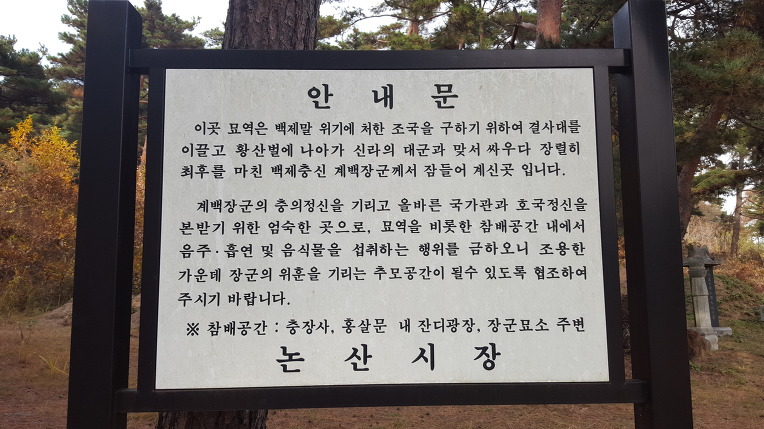 안 내 문
이곳 묘역은 백제말 위기에 처한 조국을 구하기 위하여 결사대를
이끌고 황산벌에 나아가 신라의 대군과 맞서 싸우다 장렬히
최후를 마친 백제충신 계백장군께서 잠들어 계신곳 입니다.
계백장군의 충의정신을 기리고 올바른 국가관과 호국정신을
본받기 위한 엄숙한 곳으로, 묘역을 비롯한 참배공간 내에서
음주·흡연 및 음식물을 섭취하는 행위를 금하오니 조용한
가운데 장군의 위훈을 기리는 추모공간이 될수 있도록 협조하여
주시기 바랍니다.
※ 참배공간 : 충장사, 홍살문 내 잔디광장, 장군묘소 주변
논 산 시 장